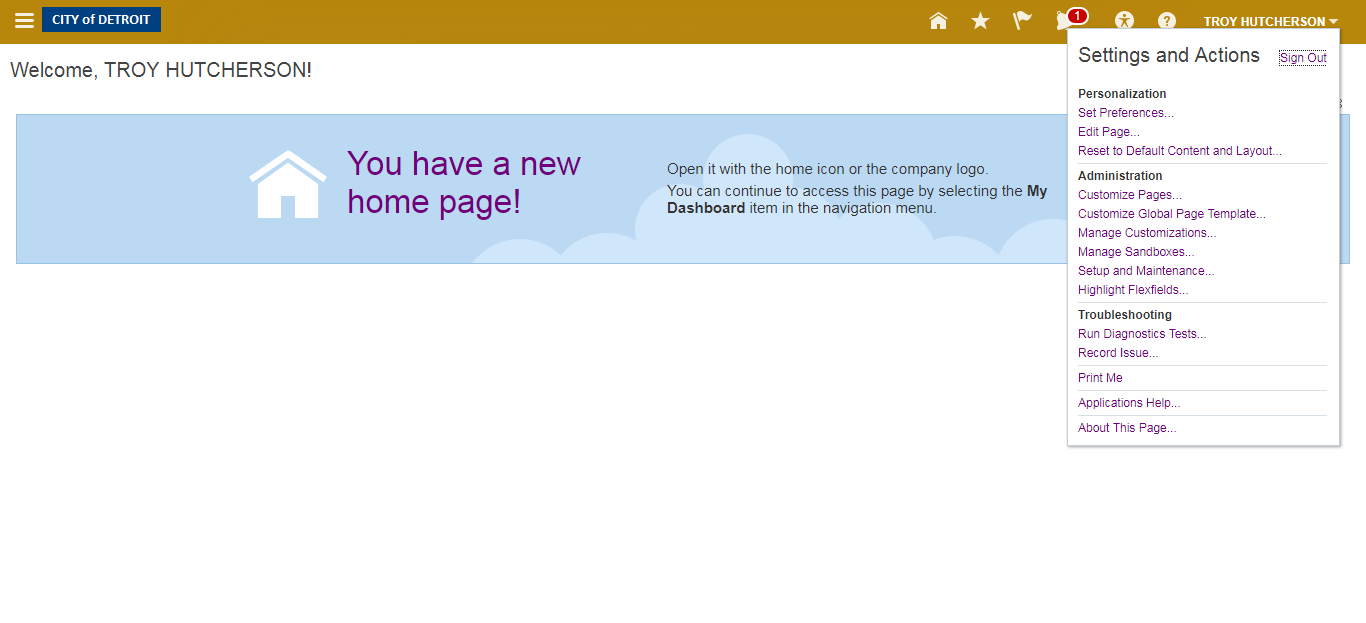 CITY of DETROIT
1
?
TROY HUTCHERSON
Welcome, TROY HUTCHERSON!
You have a new
home page!
Open it with the home icon or the company logo.
You can continue to access this page by selecting the My
Dashboard item in the navigation menu.
Settings and Actions
Sign Out
Personalization
Set Preferences...
Edit Page...
Reset to Default Content and Layout...
Administration
Customize Pages...
Customize Global Page Template...
Manage Customizations...
Manage Sandboxes...
Setup and Maintenance...
Highlight Flexfields...
Troubleshooting
Run Diagnostics Tests...
Record Issue...
Print Me
Applications Help...
About This Page...